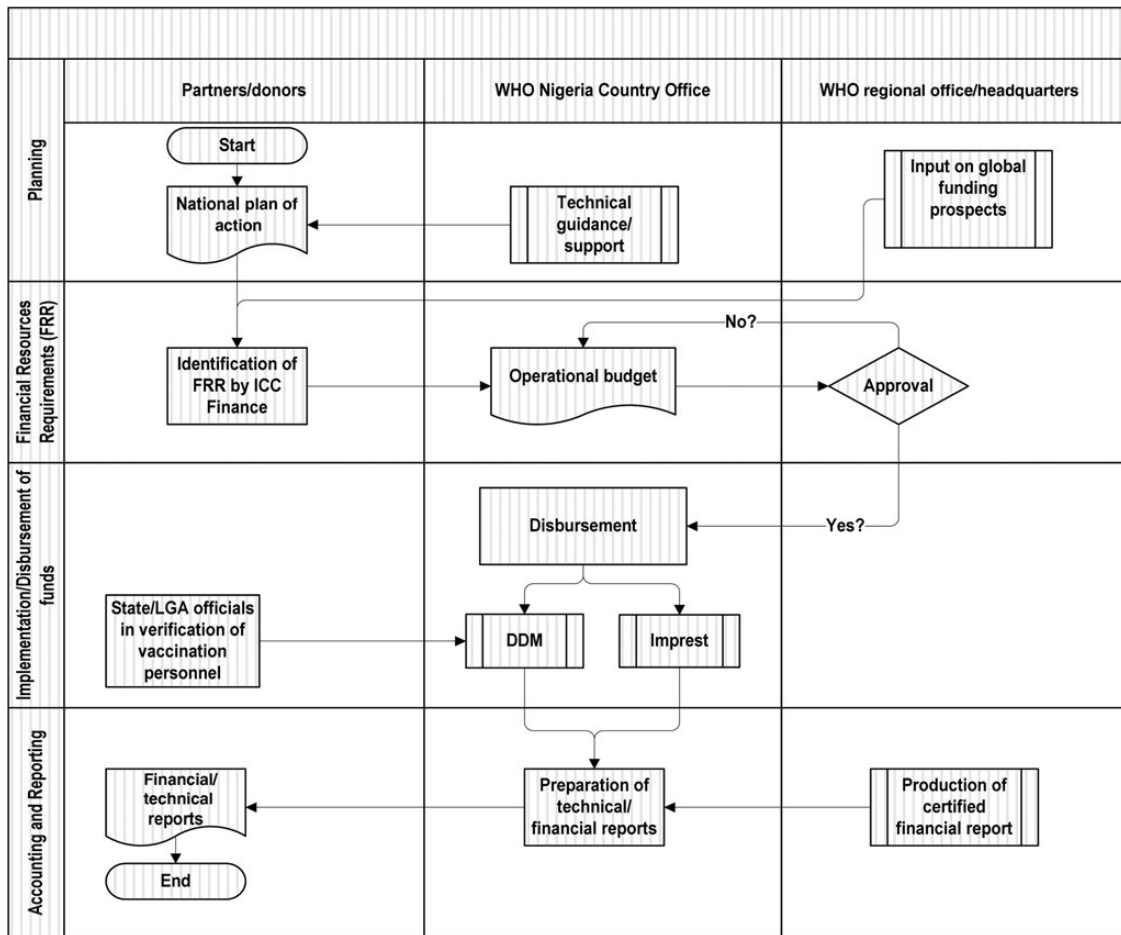 Partners/donors
WHO Nigeria Country Office
WHO regional office/headquarters
Planning
Start
National plan of
action
Technical
guidance/
support
Input on global
funding
prospects
Financial Resources
Requirements (FRR)
Identification of
FRR by ICC
Finance
Operational budget
No?
Approval
Implementation/Disbursement of
funds
Disbursement
Yes?
State/LGA officials
in verification of
vaccination
personnel
DDM
Imprest
Accounting and Reporting
Financial/
technical
reports
Preparation of
technical/
financial reports
Production of
certified
financial report
End